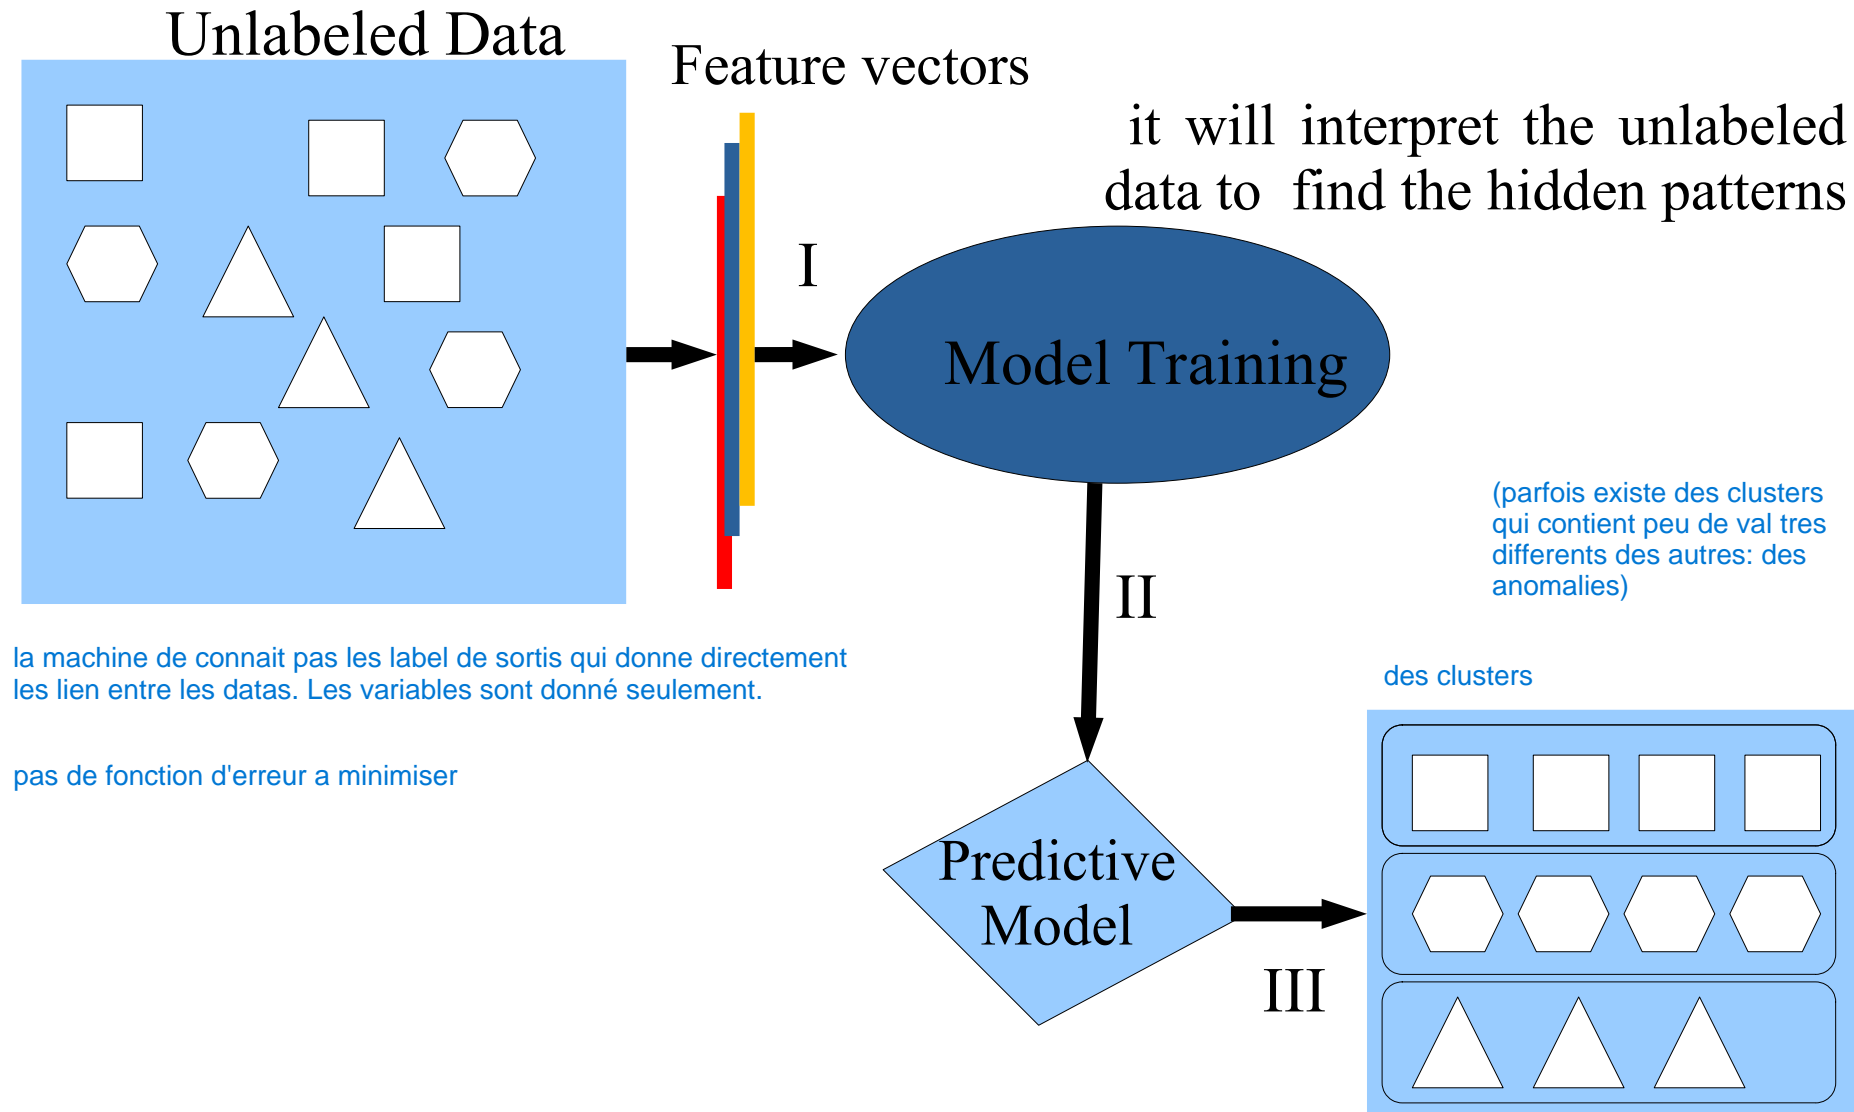 Unlabeled Data
Feature vectors
it will interpret the unlabeled
data to find the hidden patterns
I
Model Training
(parfois existe des clusters
qui contient peu de val tres
differents des autres: des
anomalies)
II
la machine de connait pas les label de sortis qui donne directement
les lien entre les datas. Les variables sont donné seulement.
des clusters
pas de fonction d'erreur a minimiser
Predictive
Model
III